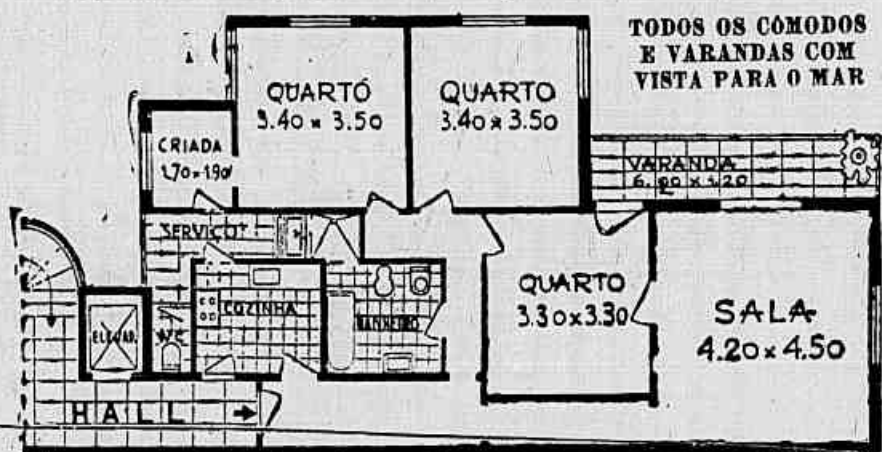 TODOS OS CÔMODOS
E VARANDAS COM
VISTA PARA O MAR
QUARTÓ
3.40 x 3.50
QUARTO
3.40 x 3.50
CRIADA
1.70 x 1.90
VARANDA
SERVIÇO
QUARTO
3.30 x 3.30
SALA
4.20 x 4.50
COZINHA
BANHEIRO
ELEVAD.
W.C.
HALL